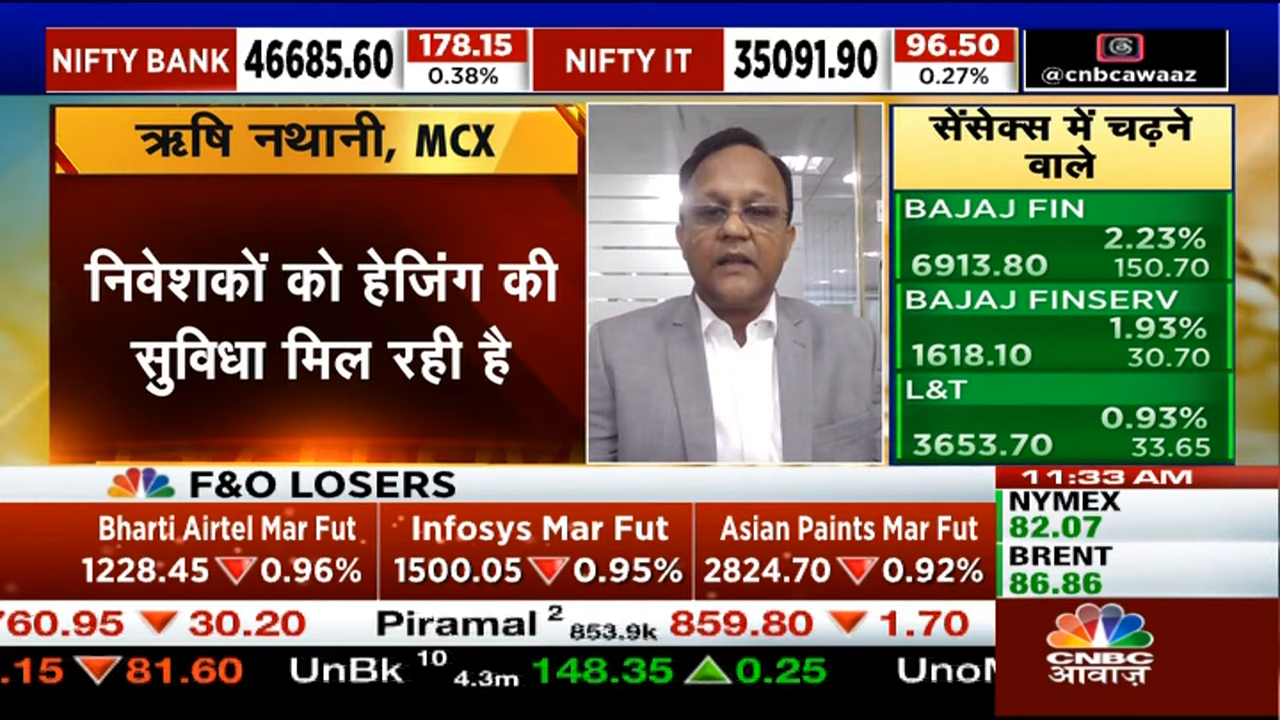 NIFTY BANK 46685.60 178.15 0.38% NIFTY IT 35091.90 96.50 0.27% @cnbcawaaz
ऋषि नथानी, MCX
निवेशकों को हेजिंग की
सुविधा मिल रही है
सेंसेक्स में चढ़ने
वाले
BAJAJ FIN
2.23%
6913.80 150.70
BAJAJ FINSERV
1.93%
1618.10 30.70
L&T
0.93%
3653.70 33.65
F&O LOSERS
Bharti Airtel Mar Fut Infosys Mar Fut Asian Paints Mar Fut
1228.45 0.96% 1500.05 0.95% 2824.70 0.92%
11:33 AM
NYMEX
82.07
BRENT
86.86
760.95 30.20 Piramal 2 853.9k 859.80 1.70
.15 81.60 UnBk 10 4.3m 148.35 0.25
CNBC
आवाज़